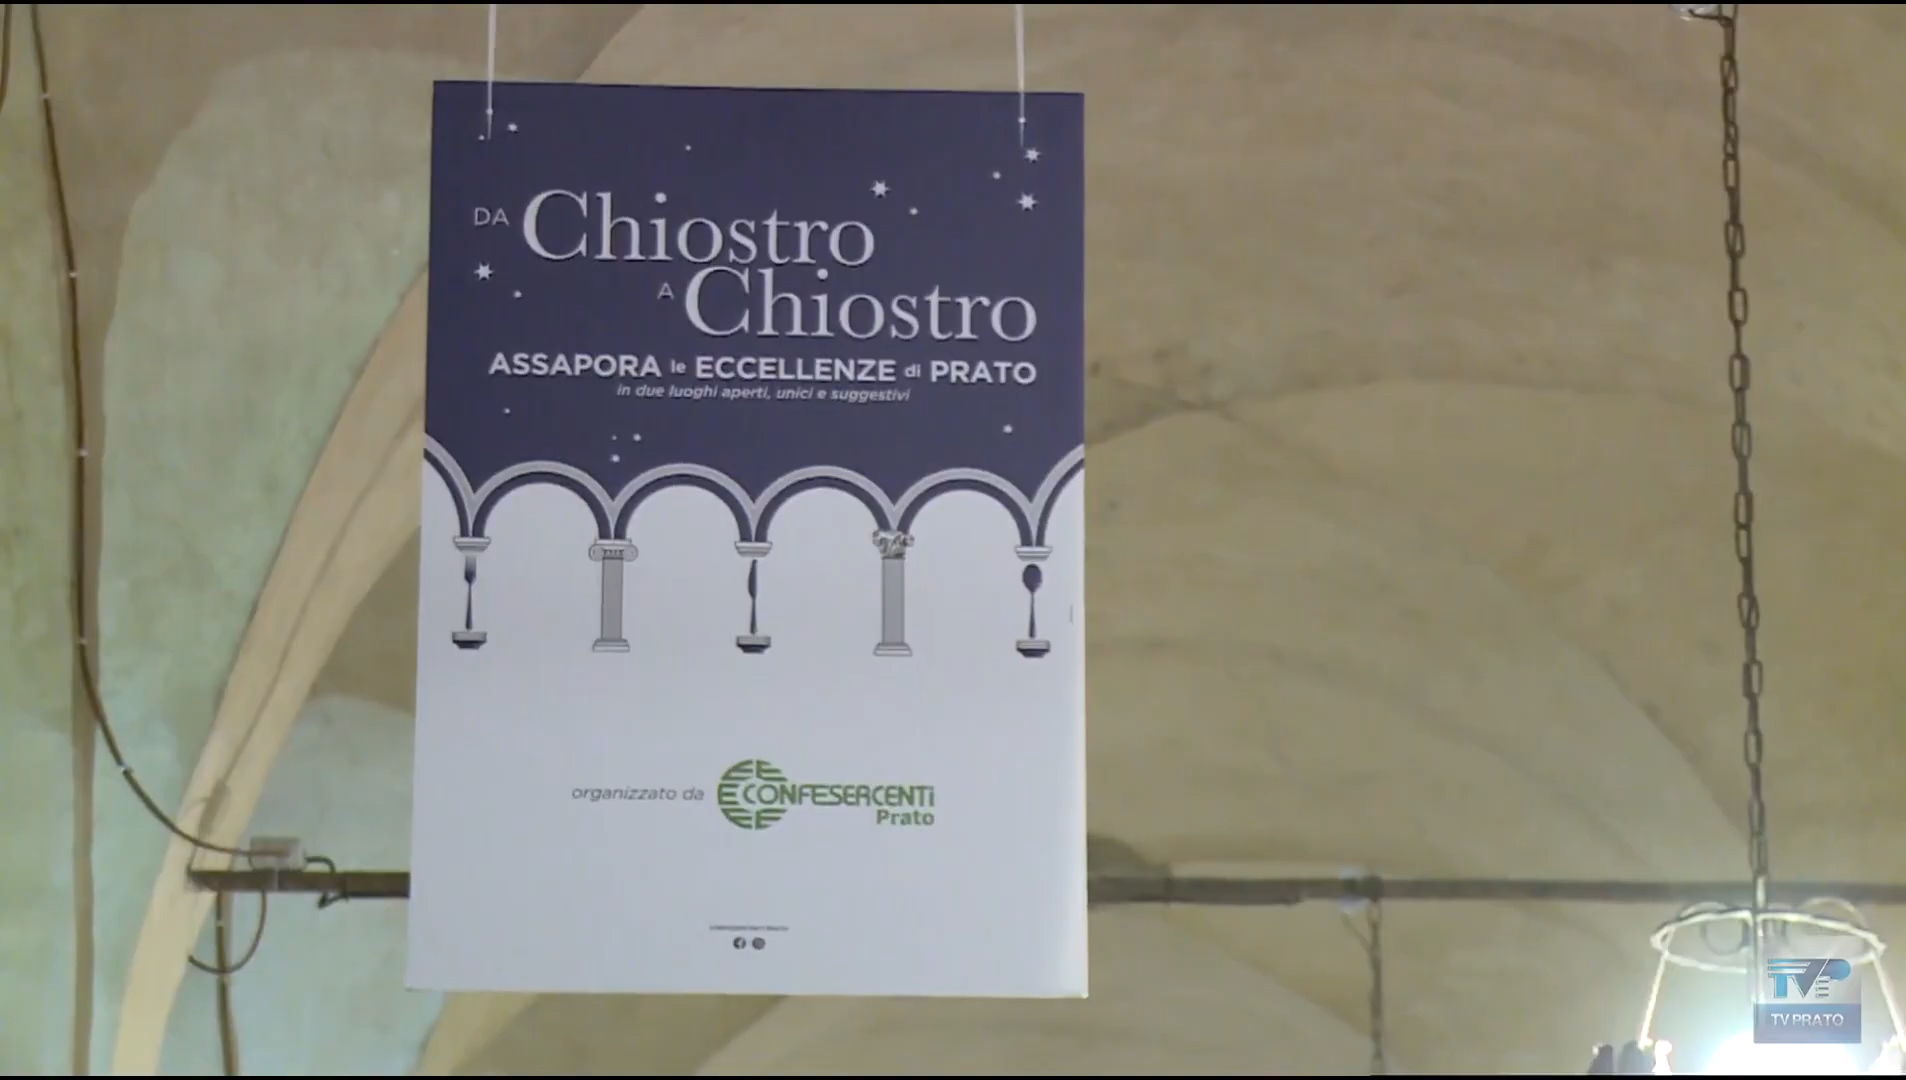 DA Chiostro
A Chiostro
ASSAPORA le ECCELLENZE di PRATO
in due luoghi aperti, unici e suggestivi
organizzato da CONFESERCENTI
Prato
TV
TV PRATO